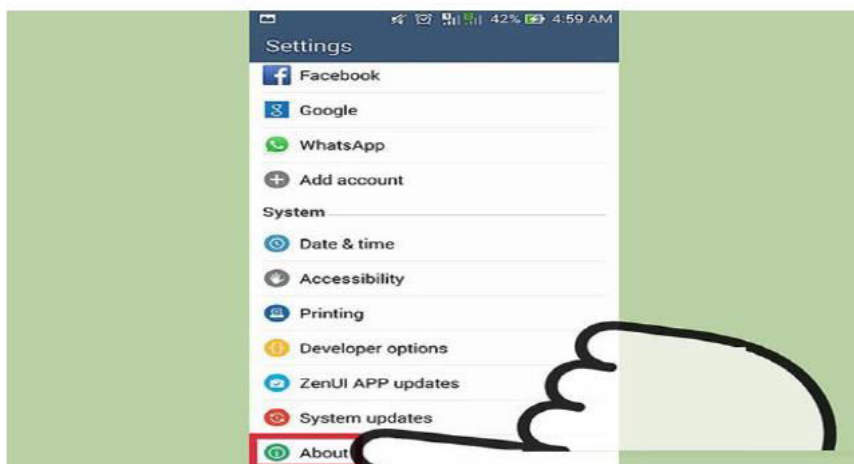 42% 4:59 AM
Settings
Facebook
Google
WhatsApp
Add account
System
Date & time
Accessibility
Printing
Developer options
ZenUI APP updates
System updates
About